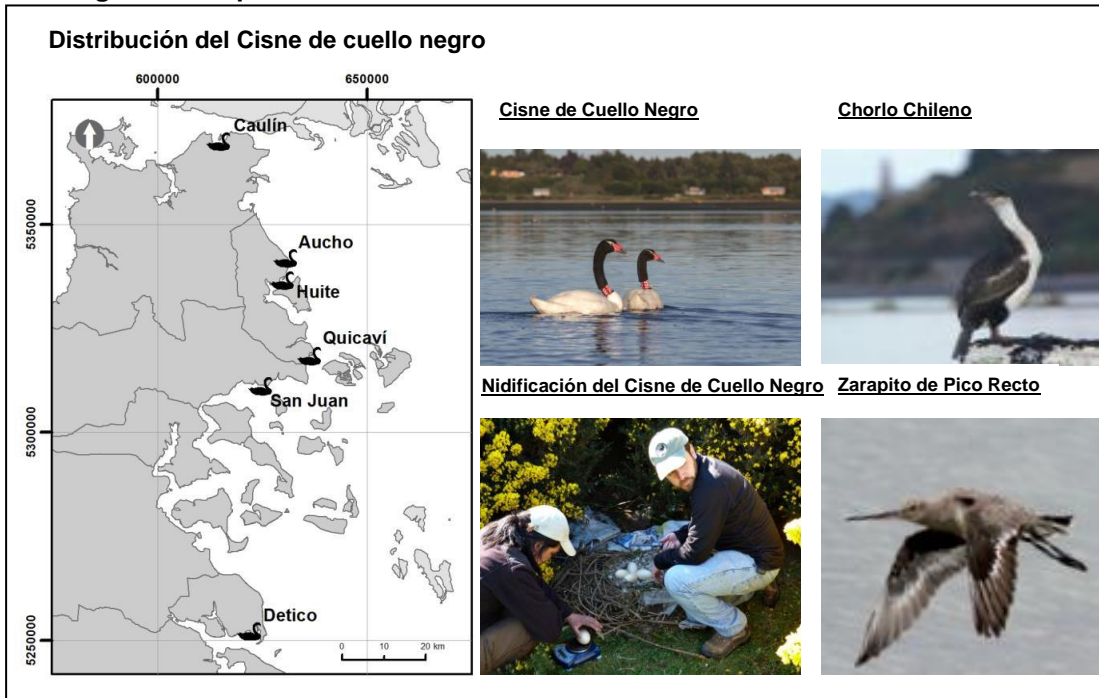 Distribución del Cisne de cuello negro
600000
650000
Caulín
5350000
Aucho
Huite
Quicaví
San Juan
5300000
Detico
5250000
0 10 20 km
Cisne de Cuello Negro
Chorlo Chileno
Nidificación del Cisne de Cuello Negro
Zarapito de Pico Recto